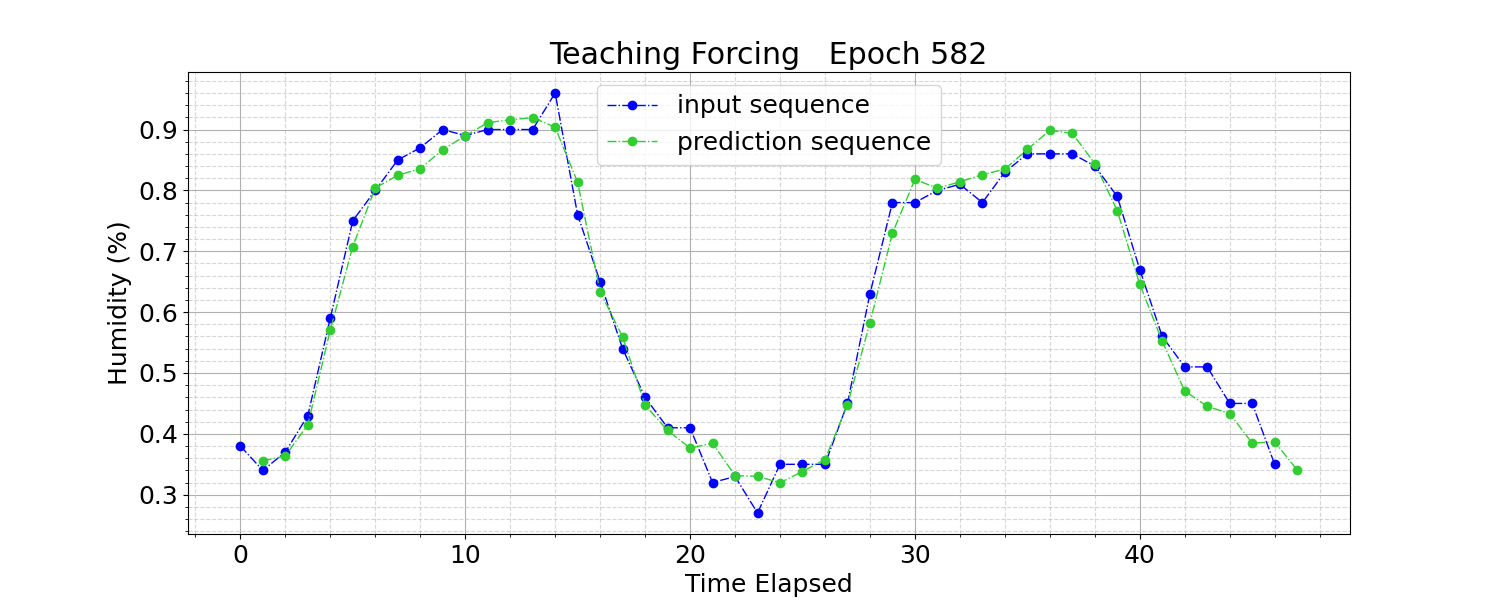 Teaching Forcing   Epoch 582
input sequence
prediction sequence
Humidity (%)
0.9
0.8
0.7
0.6
0.5
0.4
0.3
0 10 20 30 40
Time Elapsed